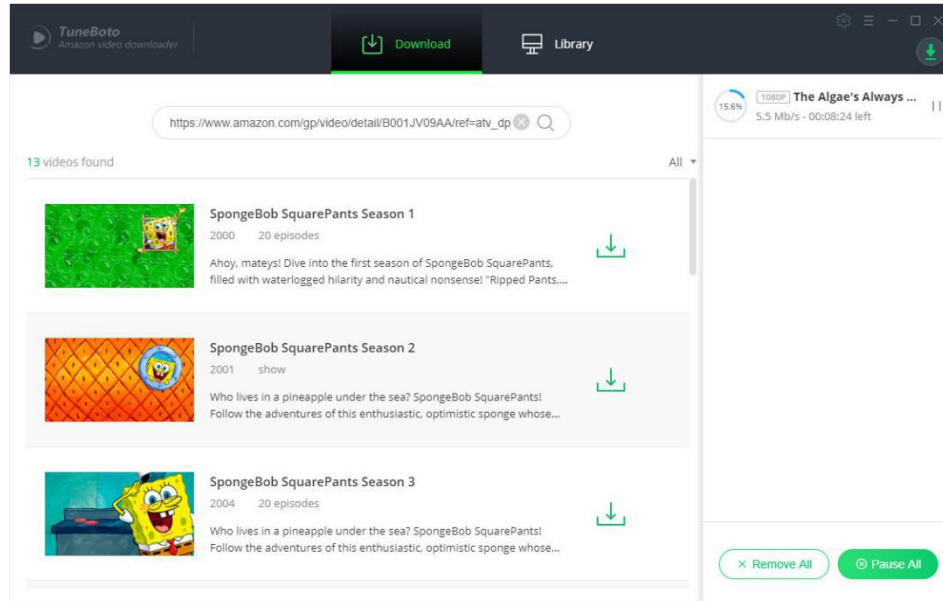 TuneBoto
Amazon video downloader
Download
Library
https://www.amazon.com/gp/video/detail/B001JV09AA/ref=atv_dp
13 videos found
All
SpongeBob SquarePants Season 1
2000 20 episodes
Ahoy, mateys! Dive into the first season of SpongeBob SquarePants,
filled with waterlogged hilarity and nautical nonsense! "Ripped Pants,...
SpongeBob SquarePants Season 2
2001 show
Who lives in a pineapple under the sea? SpongeBob SquarePants!
Follow the adventures of this enthusiastic, optimistic sponge whose...
SpongeBob SquarePants Season 3
2004 20 episodes
Who lives in a pineapple under the sea? SpongeBob SquarePants!
Follow the adventures of this enthusiastic, optimistic sponge whose...
15.6%
1080P The Algae's Always ...
5.5 Mb/s - 00:08:24 left
Remove All
Pause All